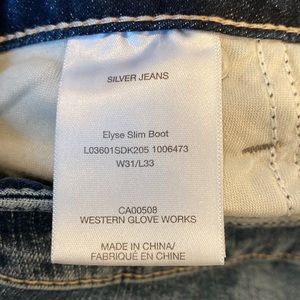 SILVER JEANS
Elyse Slim Boot
L03601SDK205 1006473
W31/L33
CA00508
WESTERN GLOVE WORKS
MADE IN CHINA/
FABRIQUÉ EN CHINE